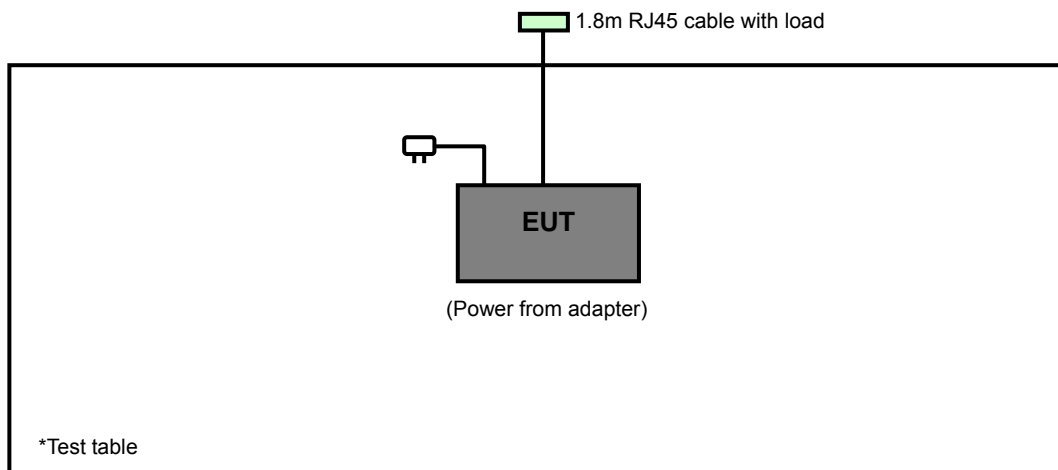 1.8m RJ45 cable with load
EUT
(Power from adapter)
*Test table